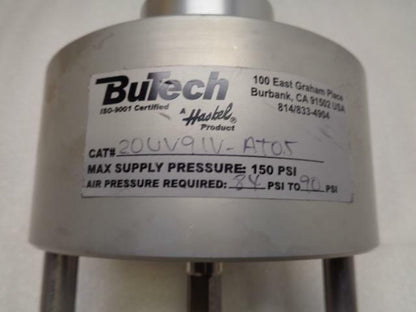 BuTech
ISO-9001 Certified
A
Haskel
Product
100 East Graham Place
Burbank, CA 91502 USA
814/833-4904
CAT# 20UV91V-ATO5
MAX SUPPLY PRESSURE: 150 PSI
AIR PRESSURE REQUIRED: 84 PSI TO 90 PSI